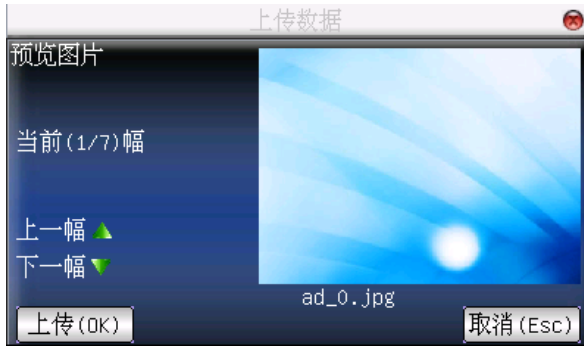 上传数据
预览图片
当前(1/7)幅
上一幅
下一幅
ad_0.jpg
上传(OK)
取消(Esc)